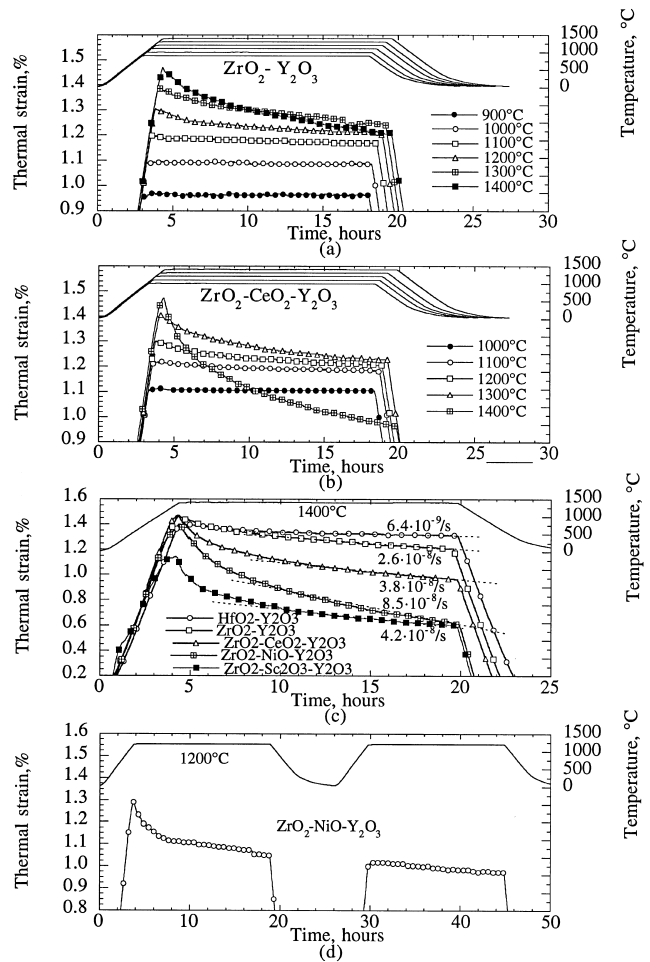 Thermal strain,%
1.5
1.4
1.3
1.2
1.1
1.0
0.9
ZrO2- Y2O3
1500
1000
500
0
Temperature, °C
900°C
1000°C
1100°C
1200°C
1300°C
1400°C
0 5 10 15 20 25 30
Time, hours
(a)
Thermal strain,%
1.5
1.4
1.3
1.2
1.1
1.0
0.9
ZrO2-CeO2-Y2O3
1500
1000
500
0
Temperature, °C
1000°C
1100°C
1200°C
1300°C
1400°C
0 5 10 15 20 25 30
Time, hours
(b)
Thermal strain,%
1.6
1.4
1.2
1.0
0.8
0.6
0.4
0.2
1400°C
1500
1000
500
0
Temperature, °C
6.4·10-9/s
2.6·10-8/s
3.8·10-8/s
8.5·10-8/s
4.2·10-8/s
HfO2-Y2O3
ZrO2-Y2O3
ZrO2-CeO2-Y2O3
ZrO2-NiO-Y2O3
ZrO2-Sc2O3-Y2O3
0 5 10 15 20 25
Time, hours
(c)
Thermal strain,%
1.6
1.5
1.4
1.3
1.2
1.1
1.0
0.9
0.8
1200°C
1500
1000
500
0
Temperature, °C
ZrO2-NiO-Y2O3
0 10 20 30 40 50
Time, hours
(d)